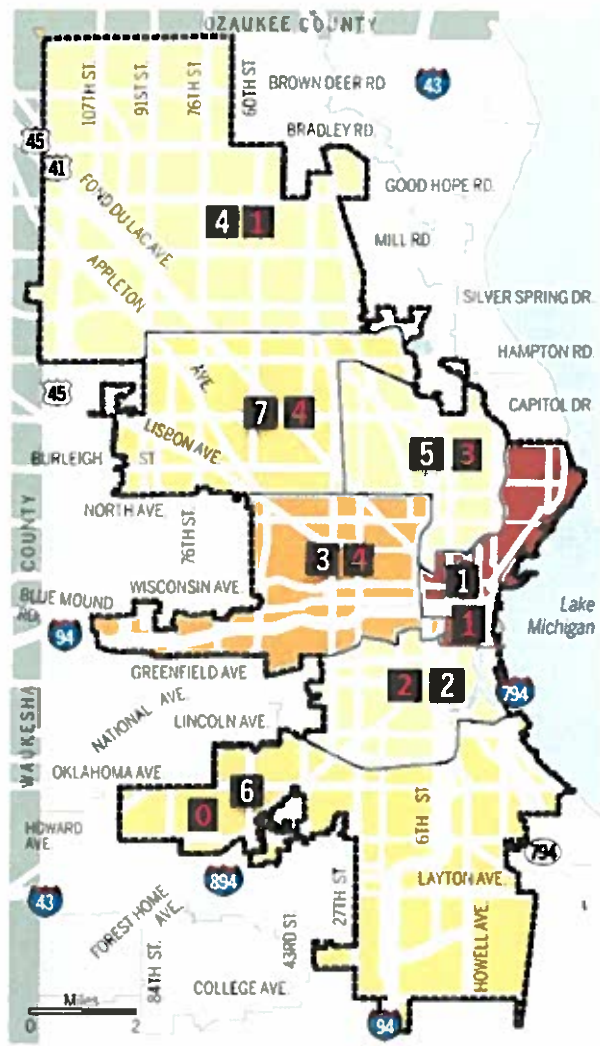 OZAUKEE COUNTY
107TH ST.
91ST ST.
76TH ST
60TH ST.
BROWN DEER RD
43
BRADLEY RD.
45
41
GOOD HOPE RD.
FOND DU LAC AVE.
4 1
MILL RD
APPLETON
SILVER SPRING DR.
HAMPTON RD.
AVE.
45
CAPITOL DR
7 4
LISBON AVE.
5 3
BURLEIGH ST
NORTH AVE.
76TH ST.
3 4
1
WISCONSIN AVE.
BLUE MOUND RD.
Lake
Michigan
94
1
GREENFIELD AVE
2 2
794
NATIONAL AVE.
LINCOLN AVE.
WAUKESHA COUNTY
OKLAHOMA AVE.
6
0
6TH ST
HOWARD
AVE.
794
894
LAYTON AVE.
43
27TH ST
FOREST HOME
AVE.
43RD ST.
HOWELL AVE.
84TH ST.
COLLEGE AVE.
Miles
0 2
94